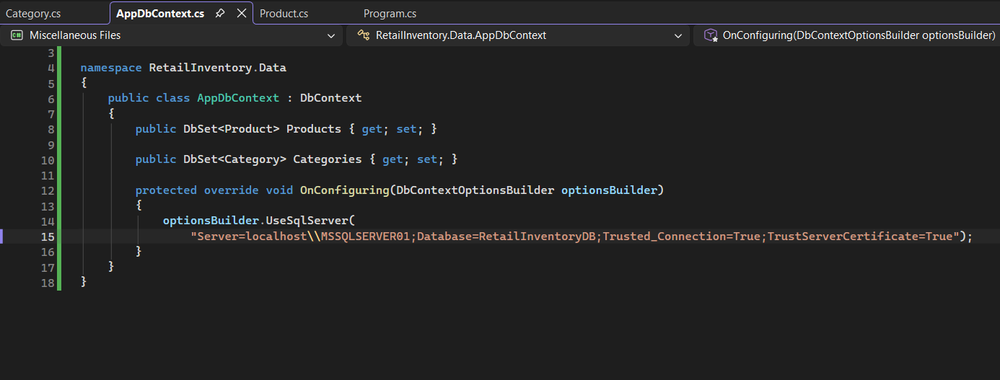 Category.cs AppDbContext.cs Product.cs Program.cs
C# Miscellaneous Files RetailInventory.Data.AppDbContext OnConfiguring(DbContextOptionsBuilder optionsBuilder)
3
4 namespace RetailInventory.Data
5 {
6 public class AppDbContext : DbContext
7 {
8 public DbSet<Product> Products { get; set; }
9
10 public DbSet<Category> Categories { get; set; }
11
12 protected override void OnConfiguring(DbContextOptionsBuilder optionsBuilder)
13 {
14 optionsBuilder.UseSqlServer(
15 "Server=localhost\\MSSQLSERVER01;Database=RetailInventoryDB;Trusted_Connection=True;TrustServerCertificate=True");
16 }
17 }
18 }